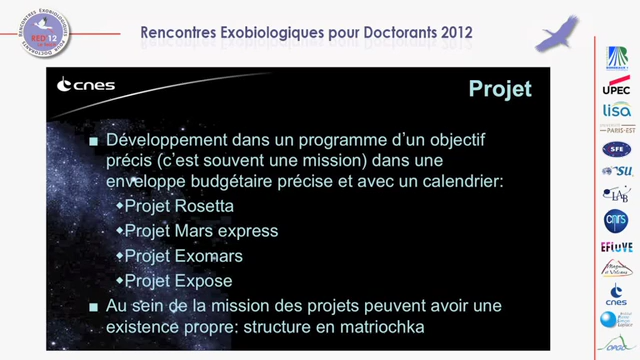 Rencontres Exobiologiques pour Doctorants 2012
RED'12
cnes
Projet
■ Développement dans un programme d'un objectif
précis (c'est souvent une mission) dans une
enveloppe budgétaire précise et avec un calendrier:
◆Projet Rosetta
◆Projet Mars express
◆Projet Exomars
◆Projet Expose
■ Au sein de la mission des projets peuvent avoir une
existence propre: structure en matriochka
UPEC
lisa
PARIS-EST
SFE
CSU
LAB
cnrs
EFLUVE
cnes
OPGC